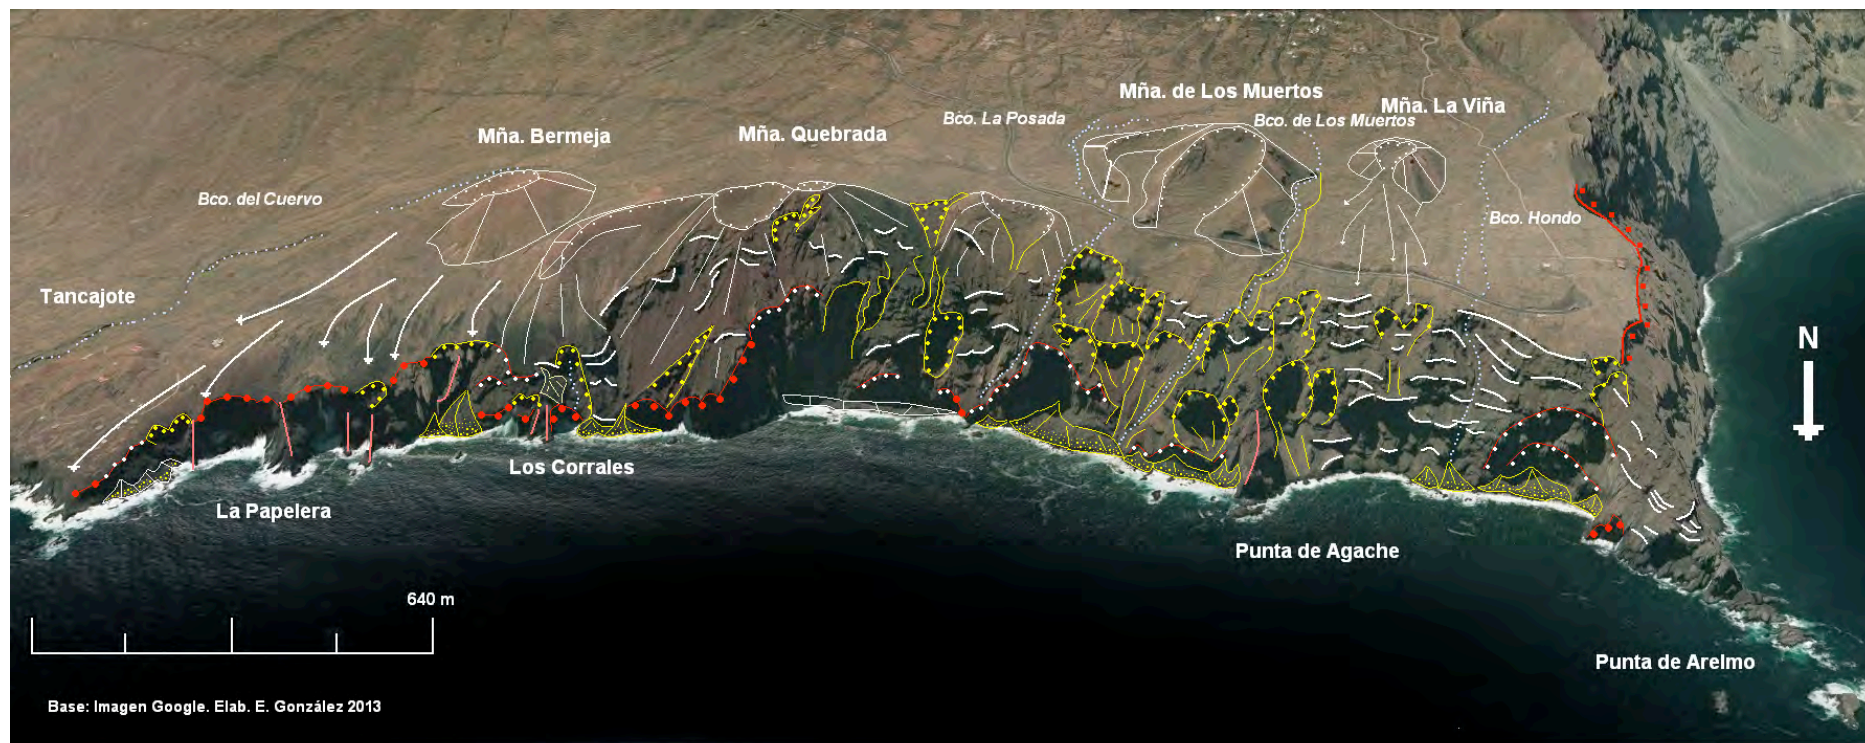 Mña. de Los Muertos
Mña. La Viña
Bco. La Posada
Bco. de Los Muertos
Mña. Bermeja
Mña. Quebrada
Bco. del Cuervo
Bco. Hondo
Tancajote
N
Los Corrales
La Papelera
Punta de Agache
640 m
Punta de Arelmo
Base: Imagen Google. Elab. E. González 2013